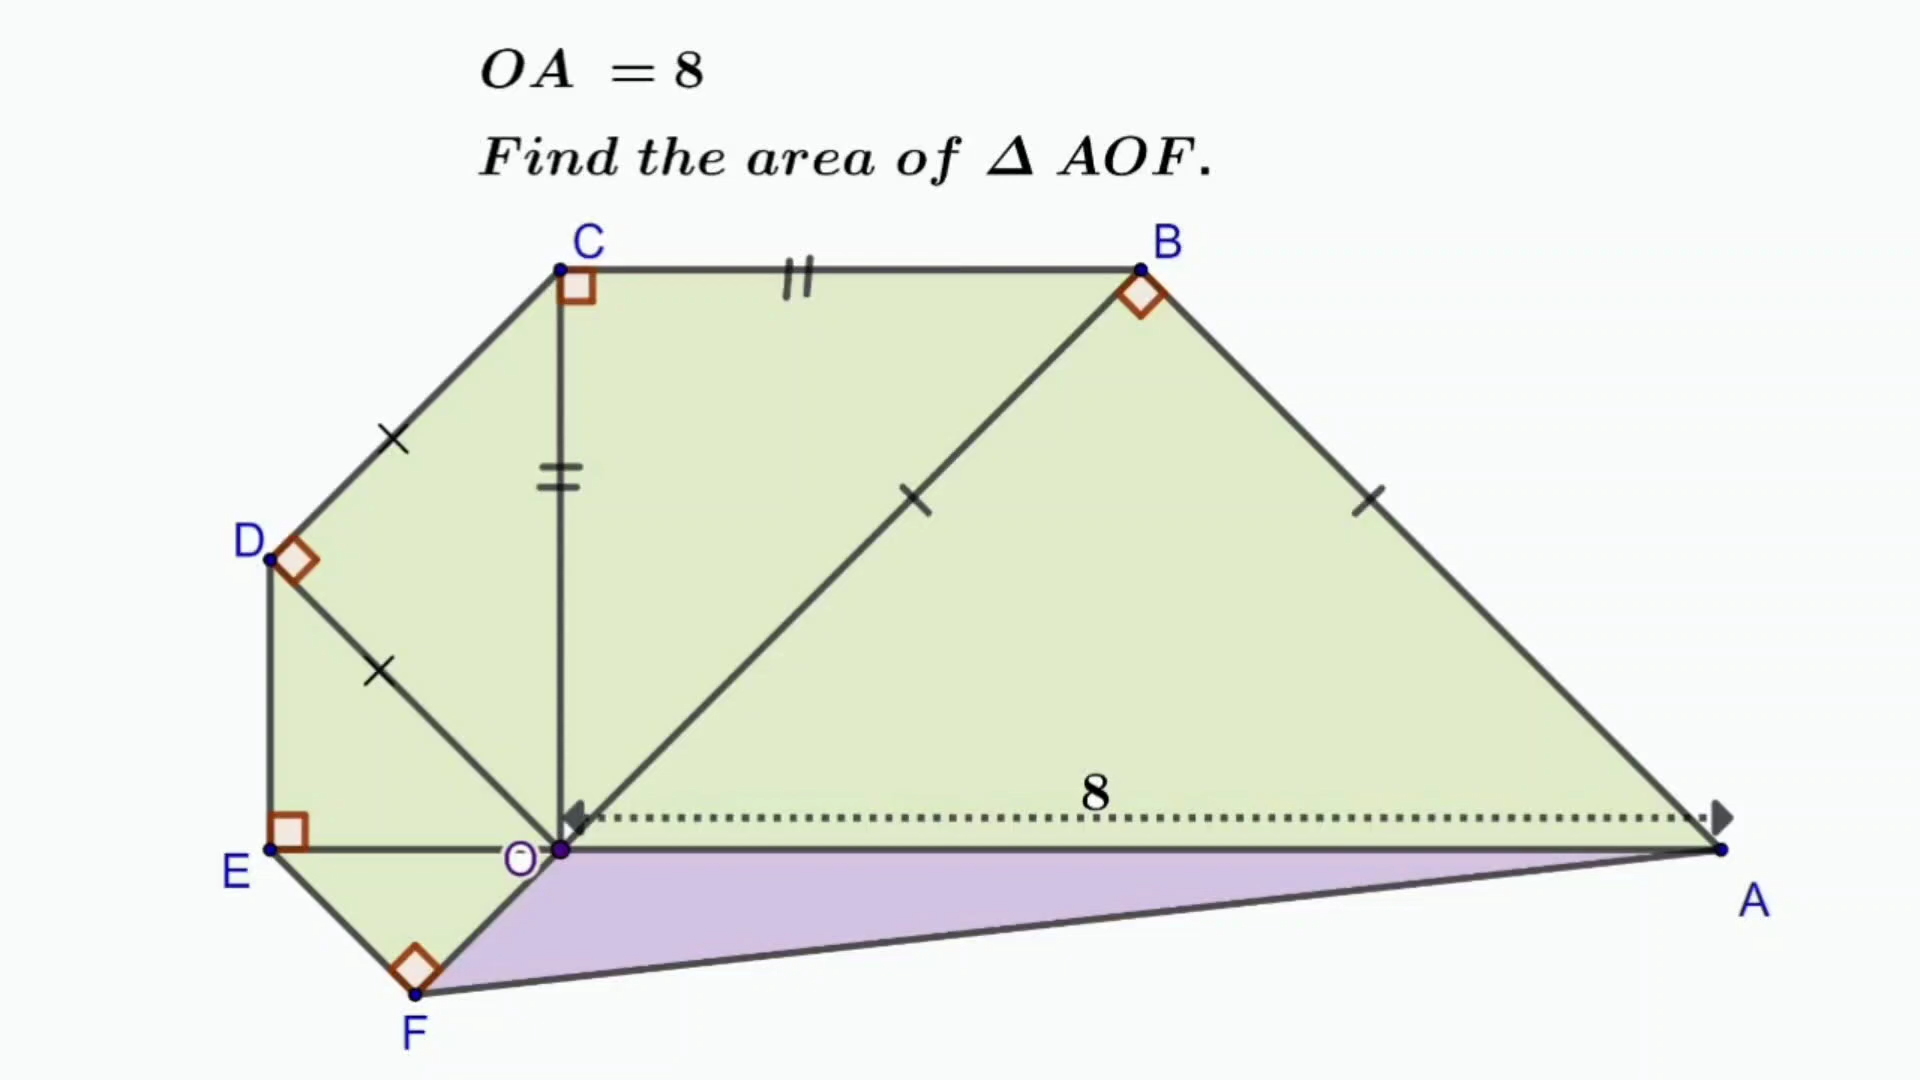 OA = 8
Find the area of Δ AOF.
C
B
D
8
E
O
A
F